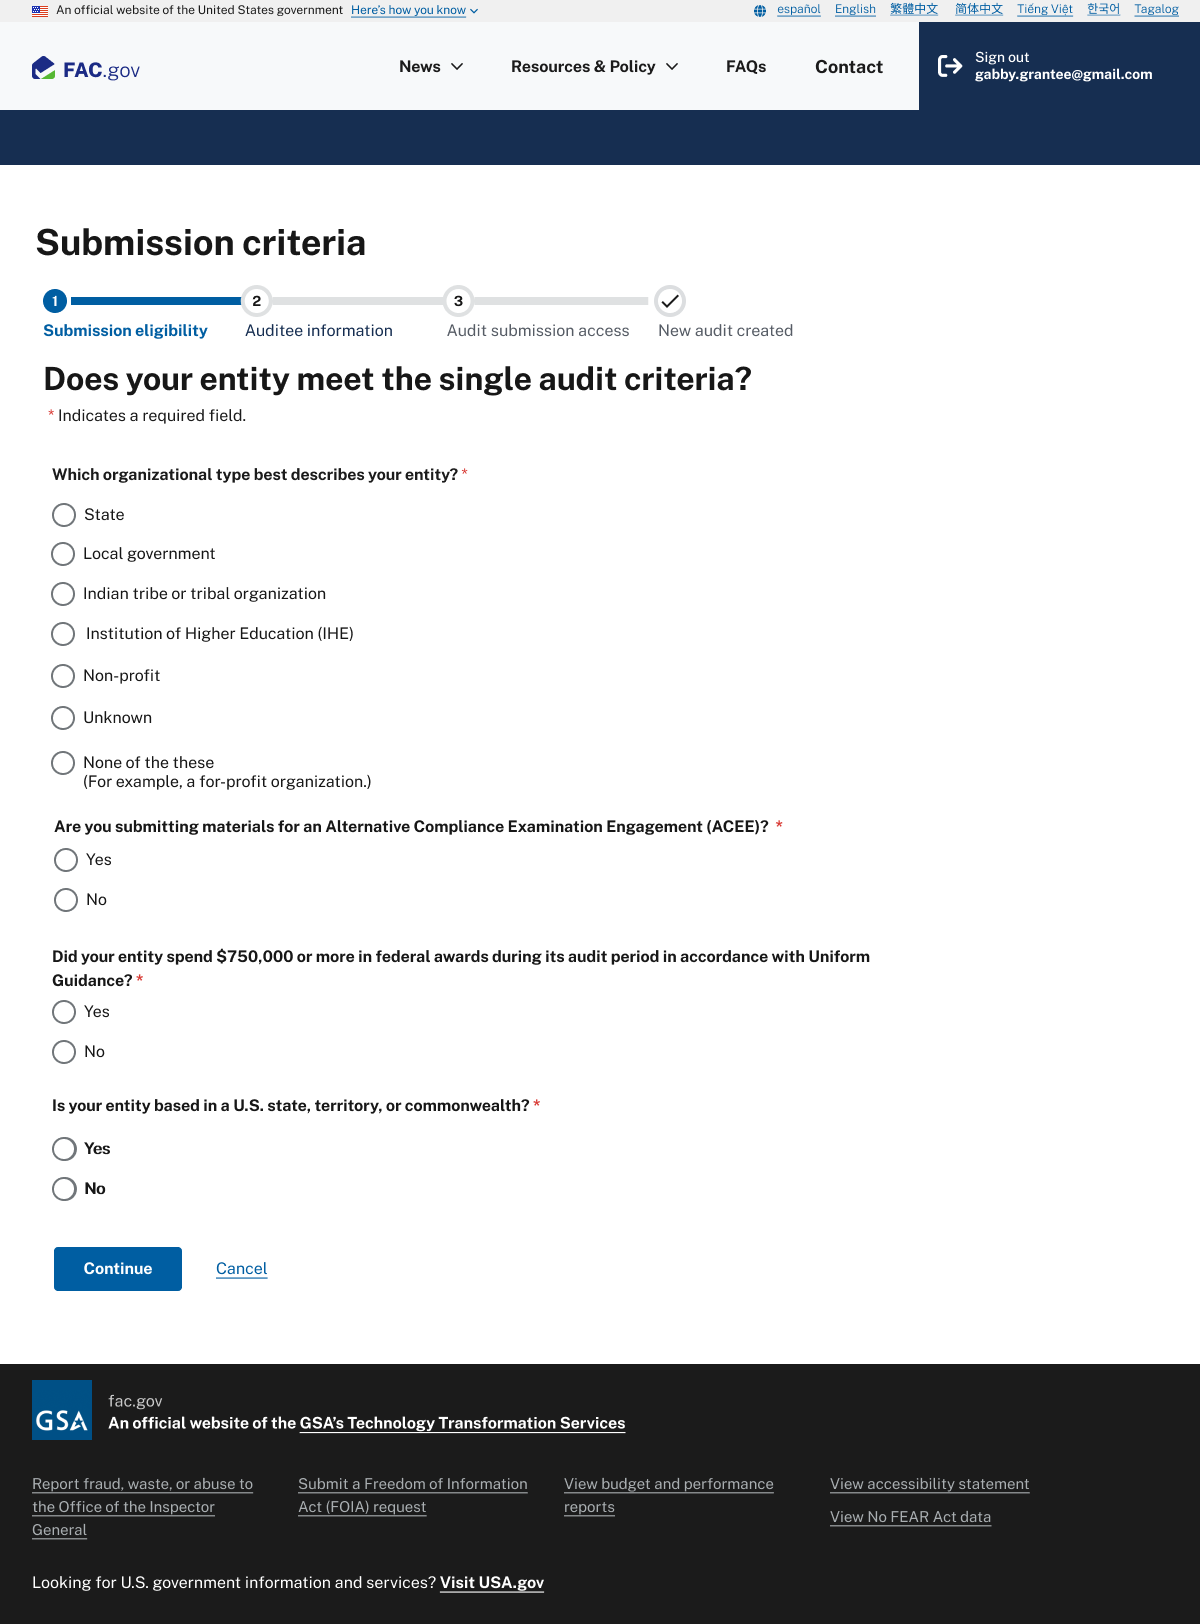 An official website of the United States government Here's how you know
español English 繁體中文 简体中文 Tiếng Việt 한국어 Tagalog
FAC.gov
News Resources & Policy FAQs Contact
Sign out
gabby.grantee@gmail.com
Submission criteria
1 2 3
Submission eligibility Auditee information Audit submission access New audit created
Does your entity meet the single audit criteria?
* Indicates a required field.
Which organizational type best describes your entity? *
State
Local government
Indian tribe or tribal organization
Institution of Higher Education (IHE)
Non-profit
Unknown
None of the these
(For example, a for-profit organization.)
Are you submitting materials for an Alternative Compliance Examination Engagement (ACEE)? *
Yes
No
Did your entity spend $750,000 or more in federal awards during its audit period in accordance with Uniform
Guidance? *
Yes
No
Is your entity based in a U.S. state, territory, or commonwealth? *
Yes
No
Continue Cancel
GSA
fac.gov
An official website of the GSA’s Technology Transformation Services
Report fraud, waste, or abuse to
the Office of the Inspector
General
Submit a Freedom of Information
Act (FOIA) request
View budget and performance
reports
View accessibility statement
View No FEAR Act data
Looking for U.S. government information and services? Visit USA.gov